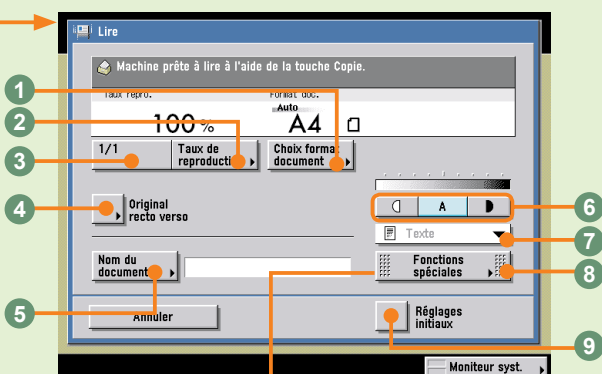 Lire
Machine prête à lire à l'aide de la touche Copie.
Taux repro.
Format doc.
Auto
100 %
A4
1
2
3
1/1
Taux de
reproducti
Choix format
document
4
Original
recto verso
A
6
Texte
7
5
Nom du
document
Fonctions
spéciales
8
Annuler
Réglages
initiaux
9
Moniteur syst.